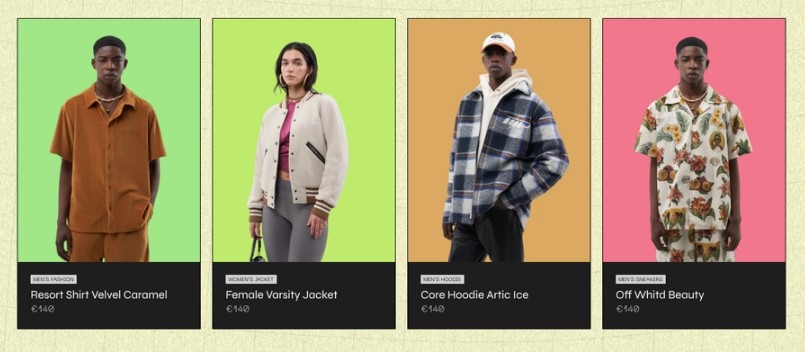 MEN'S FASHION
Resort Shirt Velvel Caramel
€140
WOMEN'S JACKET
Female Varsity Jacket
€140
MEN'S HOODIE
Core Hoodie Artic Ice
€140
MEN'S SNEAKERS
Off Whitd Beauty
€140